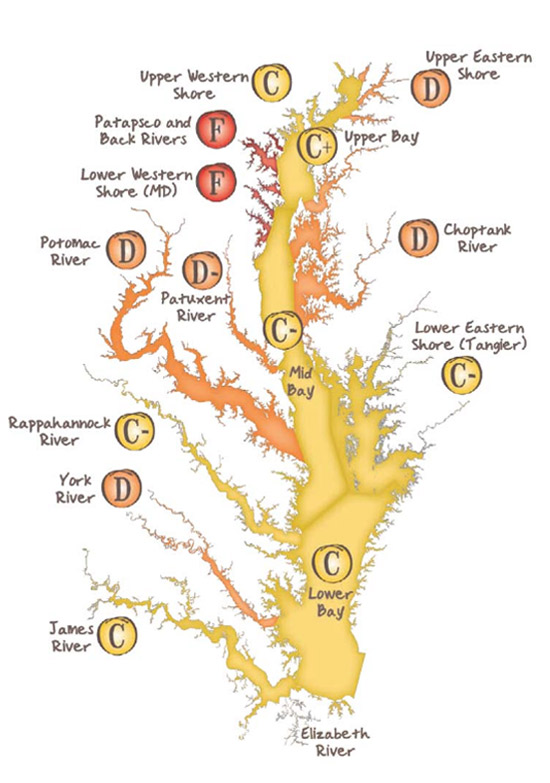 Upper Western
Shore
C
Upper Eastern
Shore
D
Patapsco and
Back Rivers
F
C+
Upper Bay
Lower Western
Shore (MD)
F
Potomac
River
D
D-
Patuxent
River
D
Choptank
River
C-
Mid
Bay
Lower Eastern
Shore (Tangier)
C-
Rappahannock
River
C-
York
River
D
C
Lower
Bay
James
River
C
Elizabeth
River